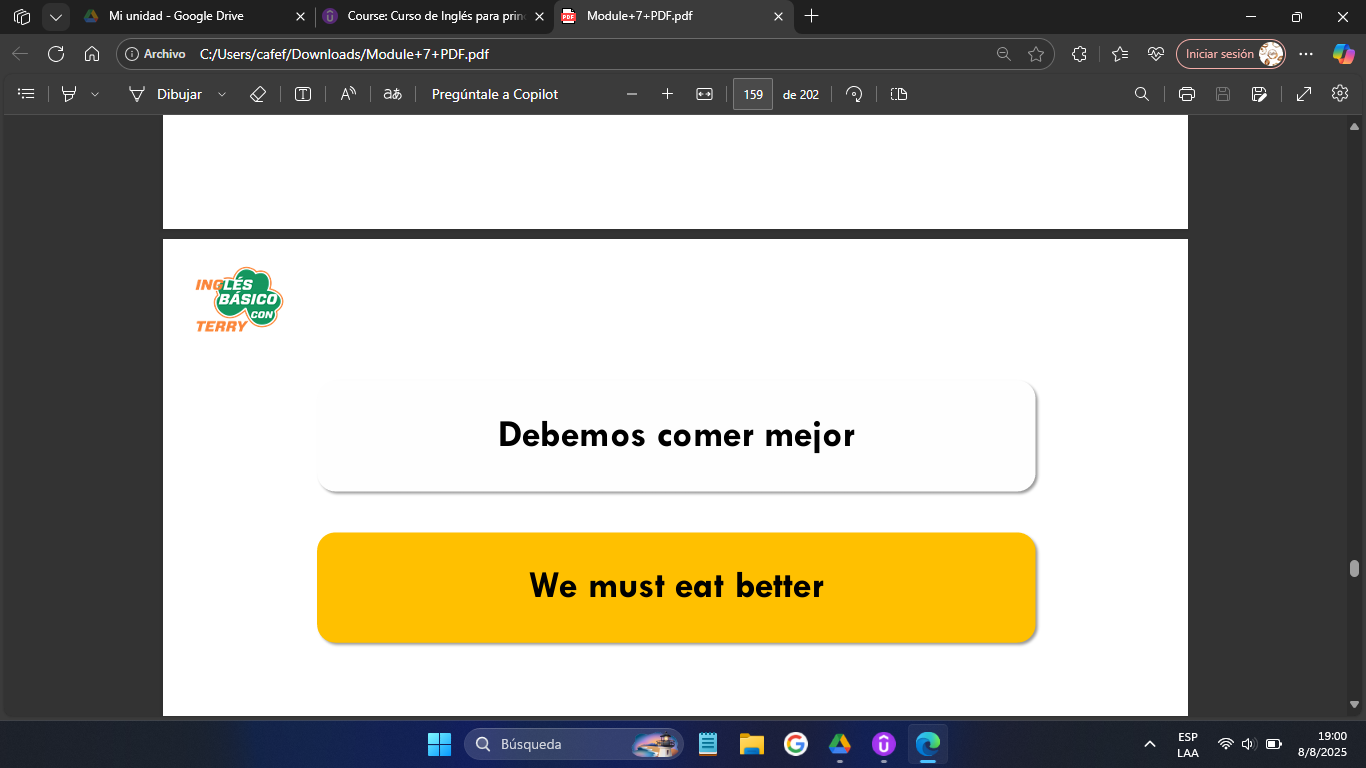 Mi unidad - Google Drive
Course: Curso de Inglés para prin
Module+7+PDF.pdf
Archivo C:/Users/cafef/Downloads/Module+7+PDF.pdf
Iniciar sesión
Dibujar
aあ
Pregúntale a Copilot
159 de 202
INGLÉS
BÁSICO
CON
TERRY
Debemos comer mejor
We must eat better
Búsqueda
ESP
LAA
19:00
8/8/2025